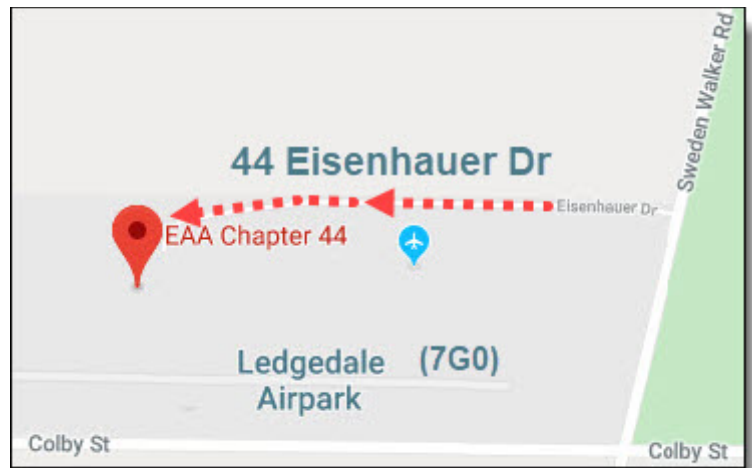 Sweden Walker Rd
44 Eisenhauer Dr
Eisenhauer Dr
EAA Chapter 44
Ledgedale (7G0)
Airpark
Colby St
Colby St